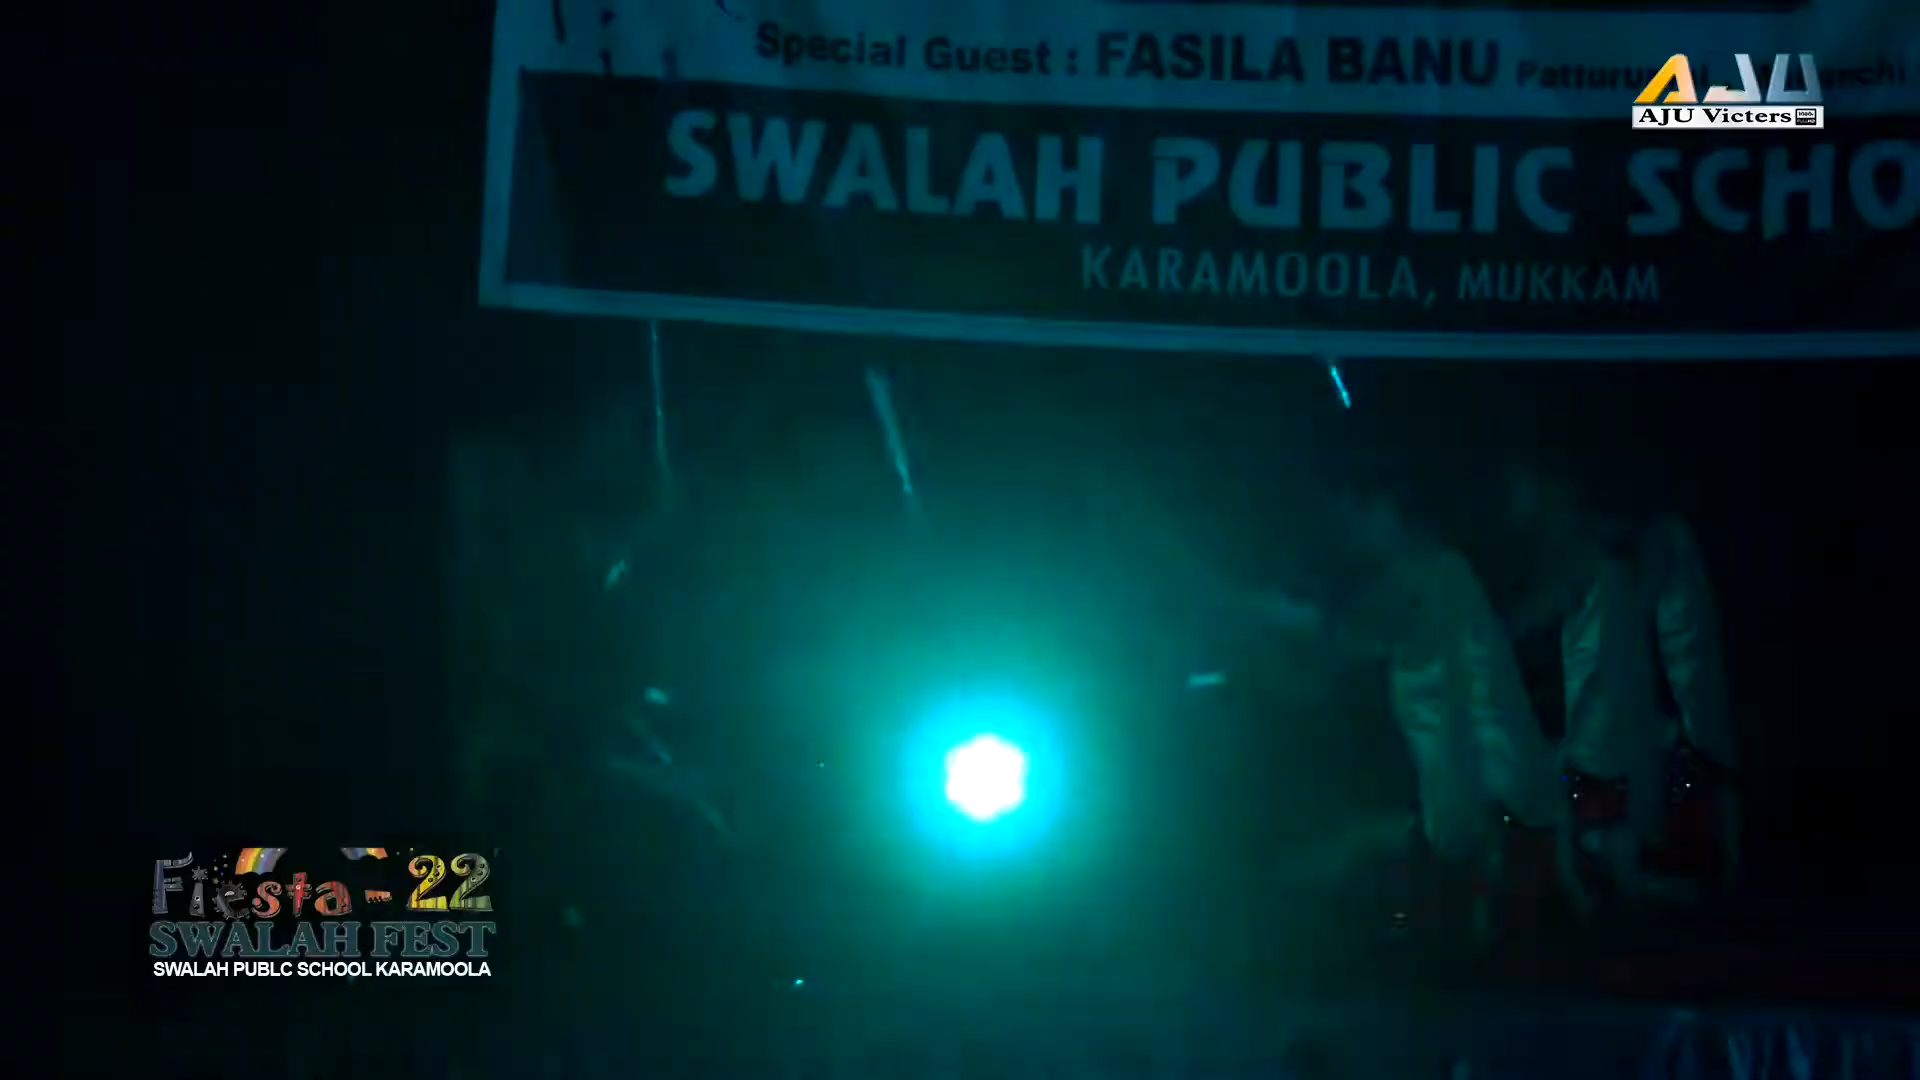 Special Guest : FASILA BANU
SWALAH PUBLIC SCHO
KARAMOOLA, MUKKAM
AJU
AJU Victers
Fiesta - 22
SWALAH FEST
SWALAH PUBLC SCHOOL KARAMOOLA